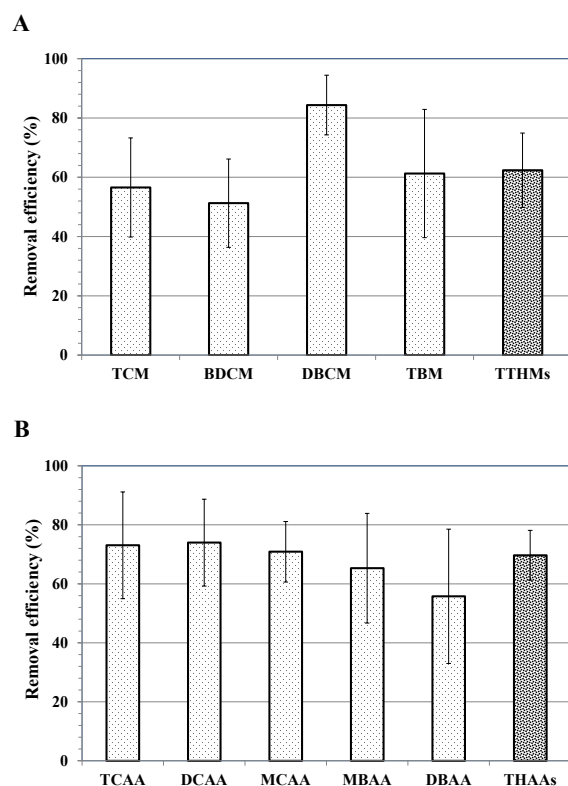 A
Removal efficiency (%)
100
80
60
40
20
0
TCM BDCM DBCM TBM TTHMs
B
Removal efficiency (%)
100
80
60
40
20
0
TCAA DCAA MCAA MBAA DBAA THAAs